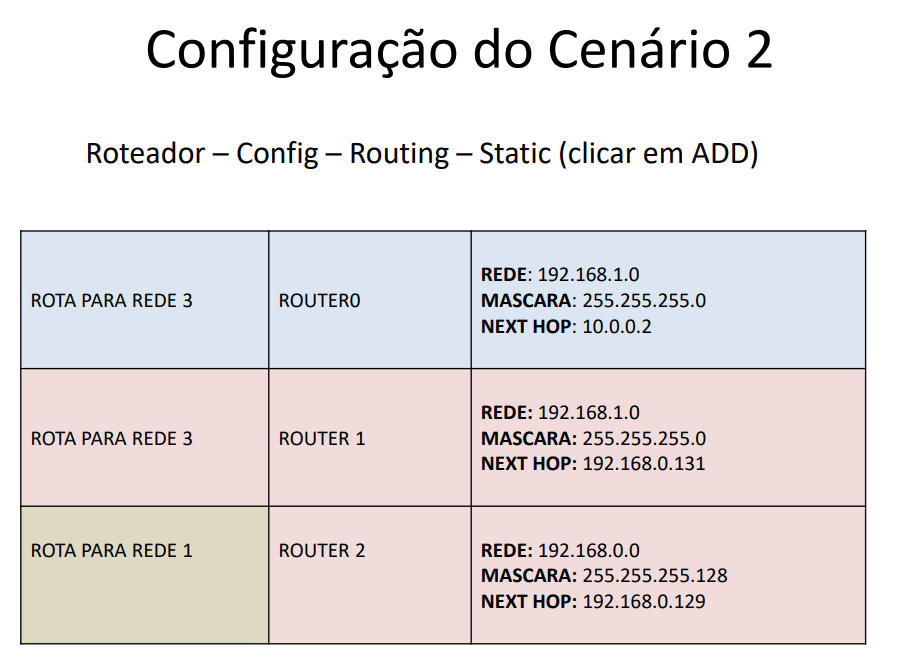 Configuração do Cenário 2
Roteador – Config – Routing – Static (clicar em ADD)
ROTA PARA REDE 3
ROUTER0
REDE: 192.168.1.0
MASCARA: 255.255.255.0
NEXT HOP: 10.0.0.2
ROTA PARA REDE 3
ROUTER 1
REDE: 192.168.1.0
MASCARA: 255.255.255.0
NEXT HOP: 192.168.0.131
ROTA PARA REDE 1
ROUTER 2
REDE: 192.168.0.0
MASCARA: 255.255.255.128
NEXT HOP: 192.168.0.129